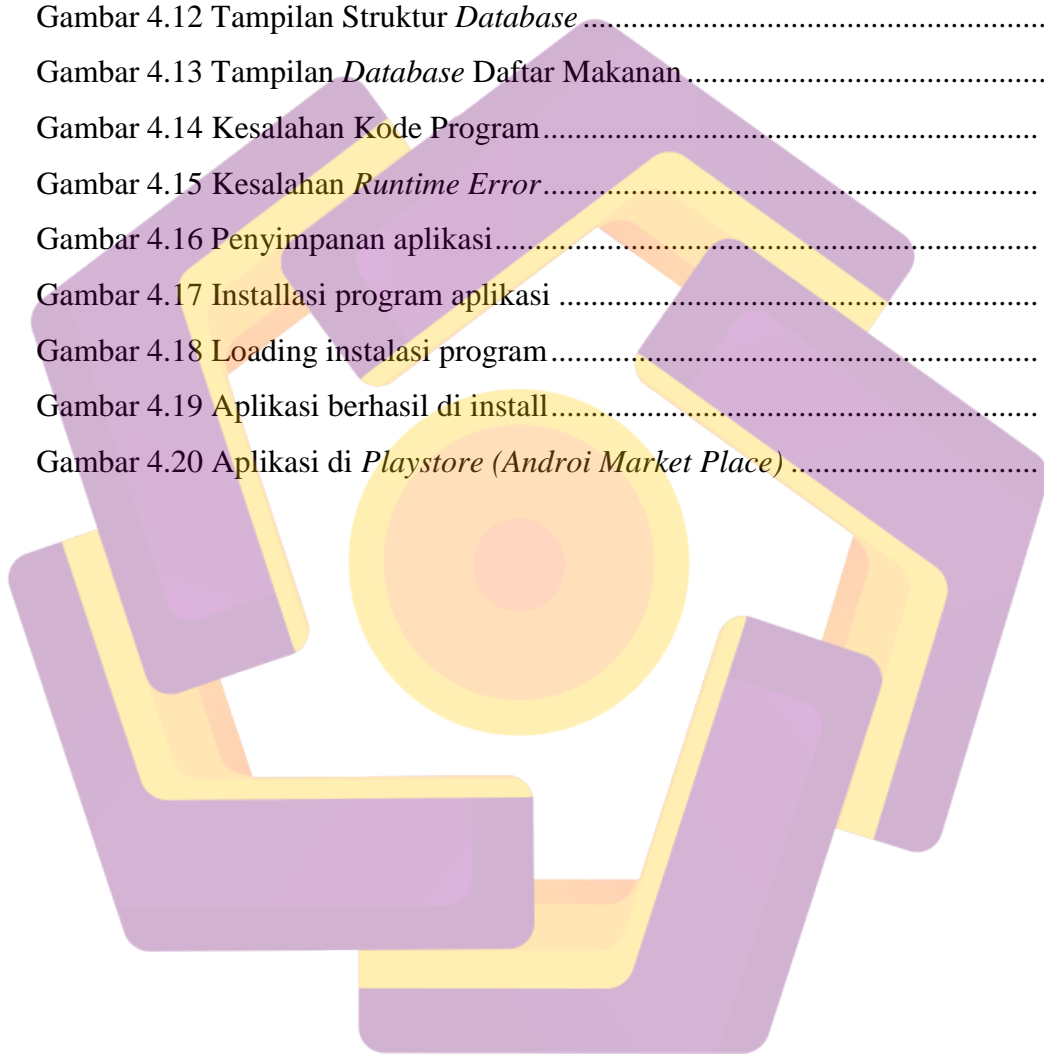 Gambar 4.12 Tampilan Struktur Database................................................................
Gambar 4.13 Tampilan Database Daftar Makanan................................................
Gambar 4.14 Kesalahan Kode Program..................................................................
Gambar 4.15 Kesalahan Runtime Error..................................................................
Gambar 4.16 Penyimpanan aplikasi........................................................................
Gambar 4.17 Installasi program aplikasi ................................................................
Gambar 4.18 Loading instalasi program.................................................................
Gambar 4.19 Aplikasi berhasil di install.................................................................
Gambar 4.20 Aplikasi di Playstore (Androi Market Place) .................................